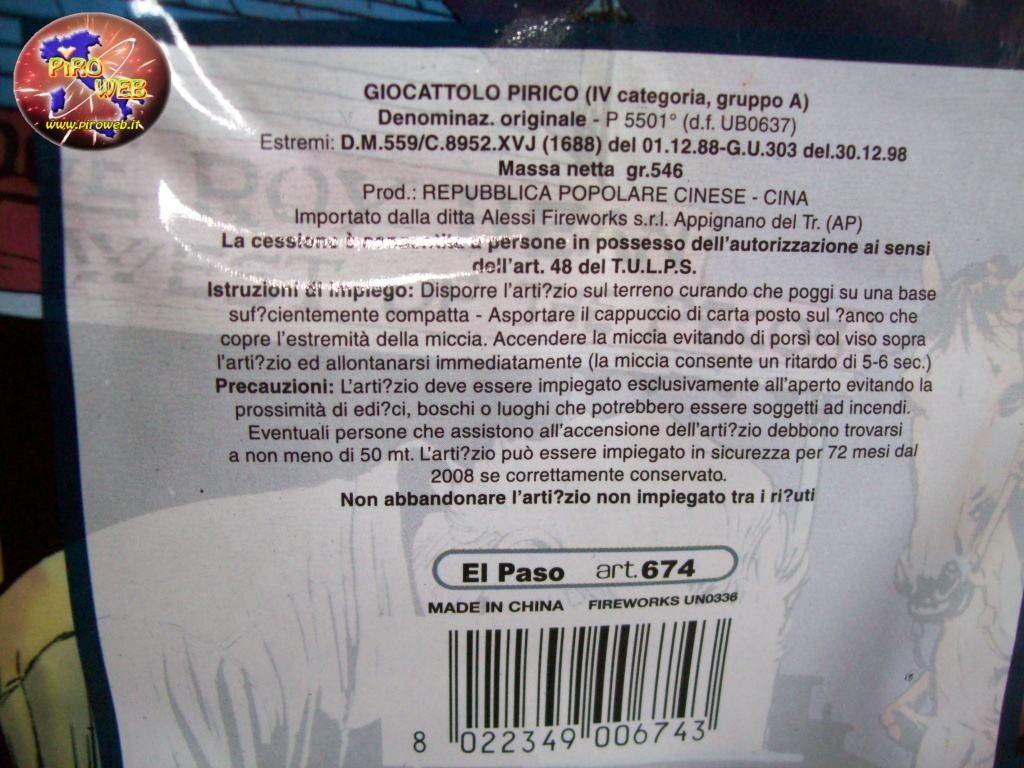 PiRO
WEB
www.piroweb.it
GIOCATTOLO PIRICO (IV categoria, gruppo A)
Denominaz. originale - P 5501° (d.f. UB0637)
Estremi: D.M.559/C.8952.XVJ (1688) del 01.12.88-G.U.303 del.30.12.98
Massa netta gr.546
Prod.: REPUBBLICA POPOLARE CINESE - CINA
Importato dalla ditta Alessi Fireworks s.r.l. Appignano del Tr. (AP)
La cessione è consentita a persone in possesso dell'autorizzazione ai sensi
dell'art. 48 del T.U.L.P.S.
Istruzioni di impiego: Disporre l'arti?zio sul terreno curando che poggi su una base
suf?cientemente compatta - Asportare il cappuccio di carta posto sul ?anco che
copre l'estremità della miccia. Accendere la miccia evitando di porsi col viso sopra
l'arti?zio ed allontanarsi immediatamente (la miccia consente un ritardo di 5-6 sec.)
Precauzioni: L'arti?zio deve essere impiegato esclusivamente all'aperto evitando la
prossimità di edi?ci, boschi o luoghi che potrebbero essere soggetti ad incendi.
Eventuali persone che assistono all'accensione dell'arti?zio debbono trovarsi
a non meno di 50 mt. L'arti?zio può essere impiegato in sicurezza per 72 mesi dal
2008 se correttamente conservato.
Non abbandonare l'arti?zio non impiegato tra i ri?uti
El Paso art.674
MADE IN CHINA FIREWORKS UN0336
8 022349 006743